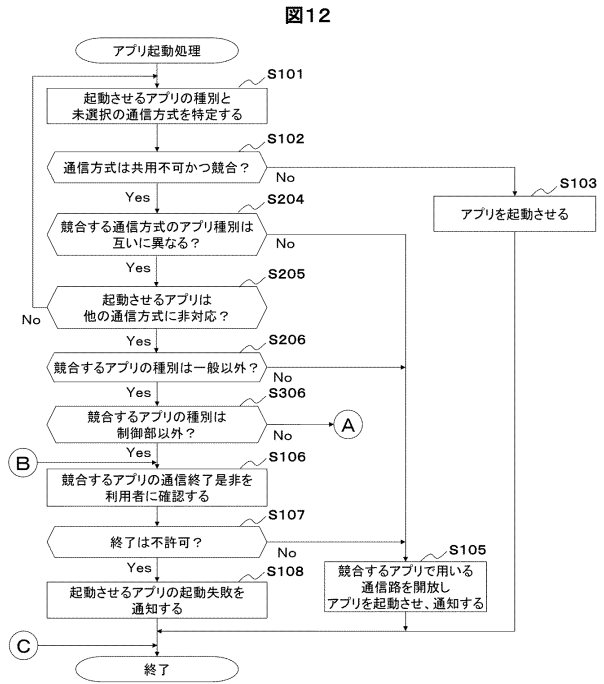 図12
アプリ起動処理
S101
起動させるアプリの種別と
未選択の通信方式を特定する
S102
通信方式は共用不可かつ競合?
No
Yes
S103
アプリを起動させる
S204
競合する通信方式のアプリ種別は
互いに異なる?
No
Yes
S205
起動させるアプリは
他の通信方式に非対応?
No
Yes
S206
競合するアプリの種別は一般以外?
No
Yes
S306
競合するアプリの種別は
制御部以外?
No
A
Yes
B
S106
競合するアプリの通信終了是非を
利用者に確認する
S107
終了は不許可?
No
Yes
S105
競合するアプリで用いる
通信路を開放し
アプリを起動させ、通知する
S108
起動させるアプリの起動失敗を
通知する
C
終了